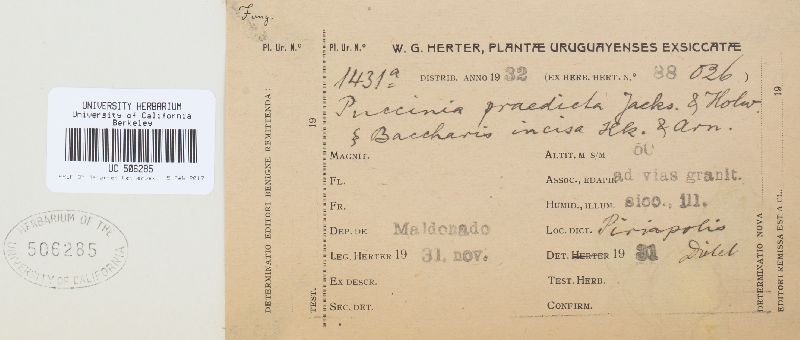 Fung.
Pl. Ur. N.º
Pl. Ur. N.º
W. G. HERTER, PLANTÆ URUGUAYENSES EXSICCATÆ
1431a DISTRIB. ANNO 1932 (EX HERB. HERT. N.º 88 026)
Puccinia praedicta Jacks. & Holw
§ Baccharis incisa Hk. & Arn.
MAGNIT. ALTIT. M S/M 50
FL. ASSOC., EDAPH. ad vias granit.
FR. HUMID., ILLUM. sicc., ill.
DEP. DE Maldonado LOC. DICT. Piriapolis
LEG. HERTER 19 31. nov. DET. HERTER 19 31 Dietel
EX DESCR. TEST. HERB.
SEC. DET. CONFIRM.
DETERMINATIO EDITORI BENIGNE REMITTENDA:
TEST. 19
DETERMINATIO NOVA
EDITORI REMISSA EST A CL. 19
UNIVERSITY HERBARIUM
University of California
Berkeley
UC 506285
HERBARIUM OF THE
506285
UNIVERSITY OF CALIFORNIA